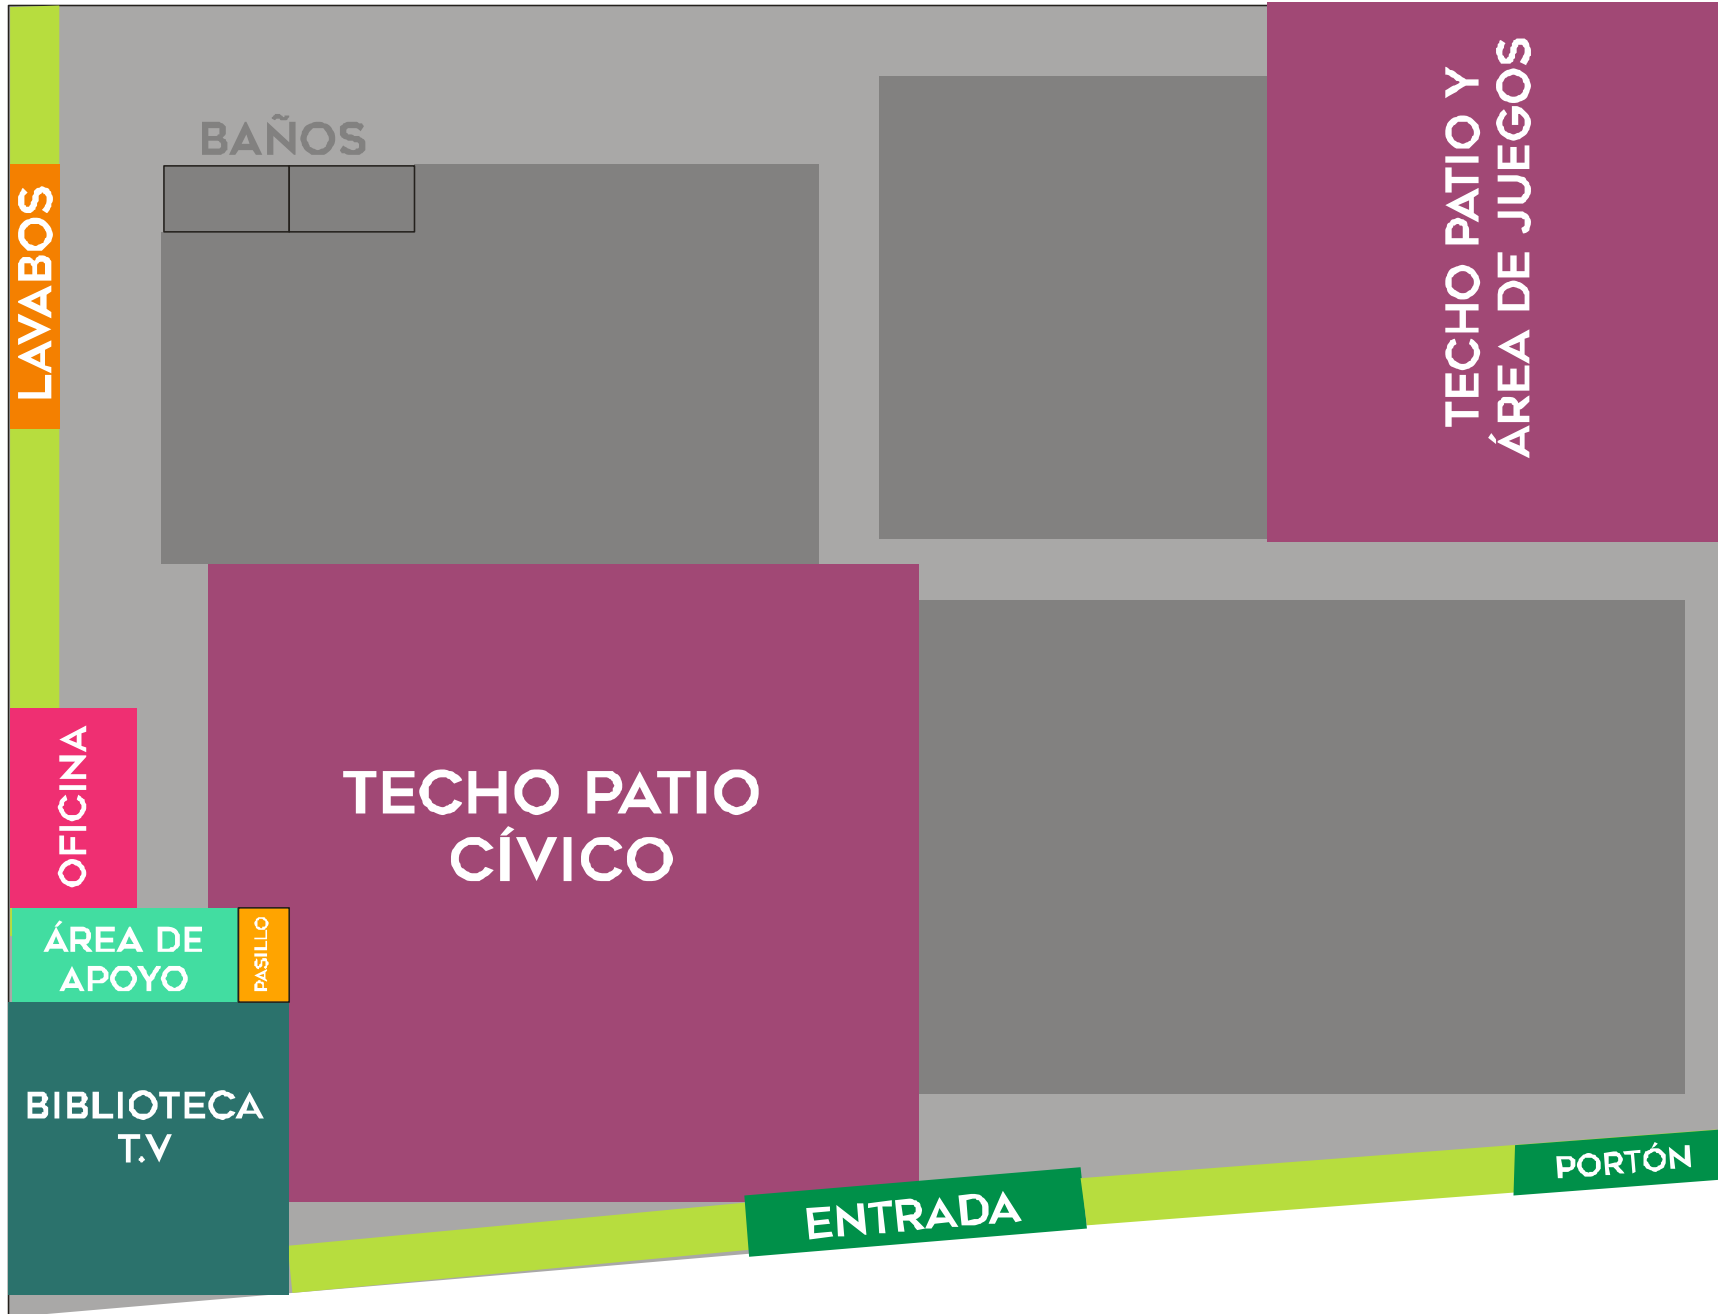 BAÑOS
LAVABOS
TECHO PATIO Y
ÁREA DE JUEGOS
OFICINA
TECHO PATIO
CÍVICO
ÁREA DE
APOYO
PASILLO
BIBLIOTECA
T.V
ENTRADA
PORTÓN